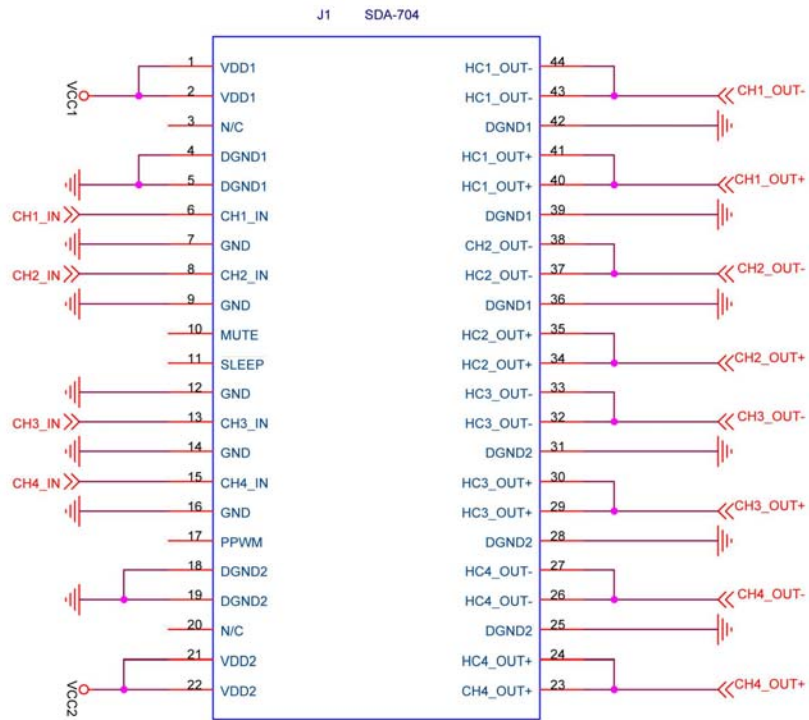 J1 SDA-704
1 VDD1 HC1_OUT- 44
VCC1 2 VDD1 HC1_OUT- 43 CH1_OUT-
3 N/C DGND1 42
4 DGND1 HC1_OUT+ 41
5 DGND1 HC1_OUT+ 40 CH1_OUT+
CH1_IN 6 CH1_IN DGND1 39
7 GND CH2_OUT- 38
CH2_IN 8 CH2_IN HC2_OUT- 37 CH2_OUT-
9 GND DGND1 36
10 MUTE HC2_OUT+ 35
11 SLEEP HC2_OUT+ 34 CH2_OUT+
12 GND HC3_OUT- 33
CH3_IN 13 CH3_IN HC3_OUT- 32 CH3_OUT-
14 GND DGND2 31
CH4_IN 15 CH4_IN HC3_OUT+ 30
16 GND HC3_OUT+ 29 CH3_OUT+
17 PPWM DGND2 28
18 DGND2 HC4_OUT- 27
19 DGND2 HC4_OUT- 26 CH4_OUT-
20 N/C DGND2 25
21 VDD2 HC4_OUT+ 24
VCC2 22 VDD2 CH4_OUT+ 23 CH4_OUT+